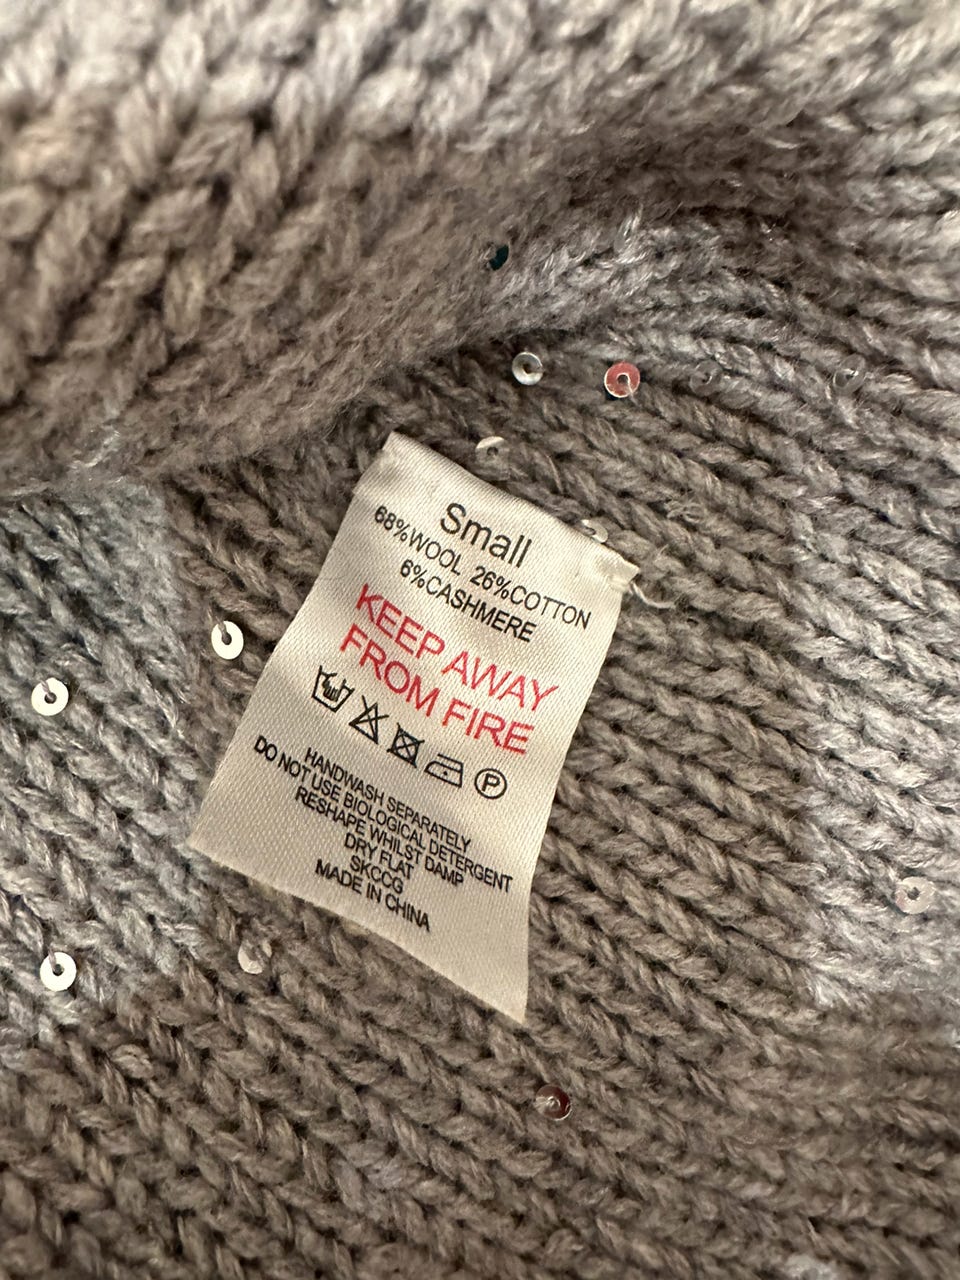 Small
68%WOOL 26%COTTON
6%CASHMERE
KEEP AWAY
FROM FIRE
P
HANDWASH SEPARATELY
DO NOT USE BIOLOGICAL DETERGENT
RESHAPE WHILST DAMP
DRY FLAT
SKCCG
MADE IN CHINA